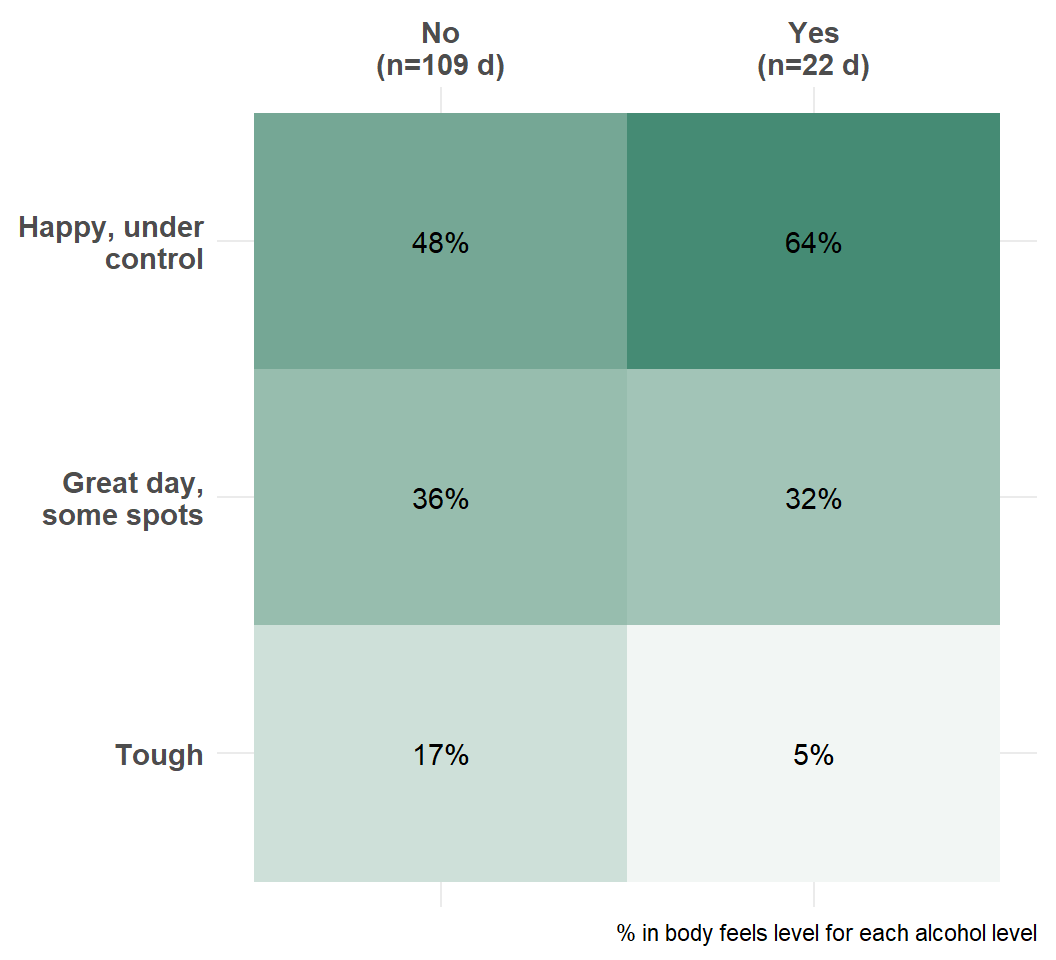 No
(n=109 d)
Yes
(n=22 d)
Happy, under
control
48%
64%
Great day,
some spots
36%
32%
Tough
17%
5%
% in body feels level for each alcohol level